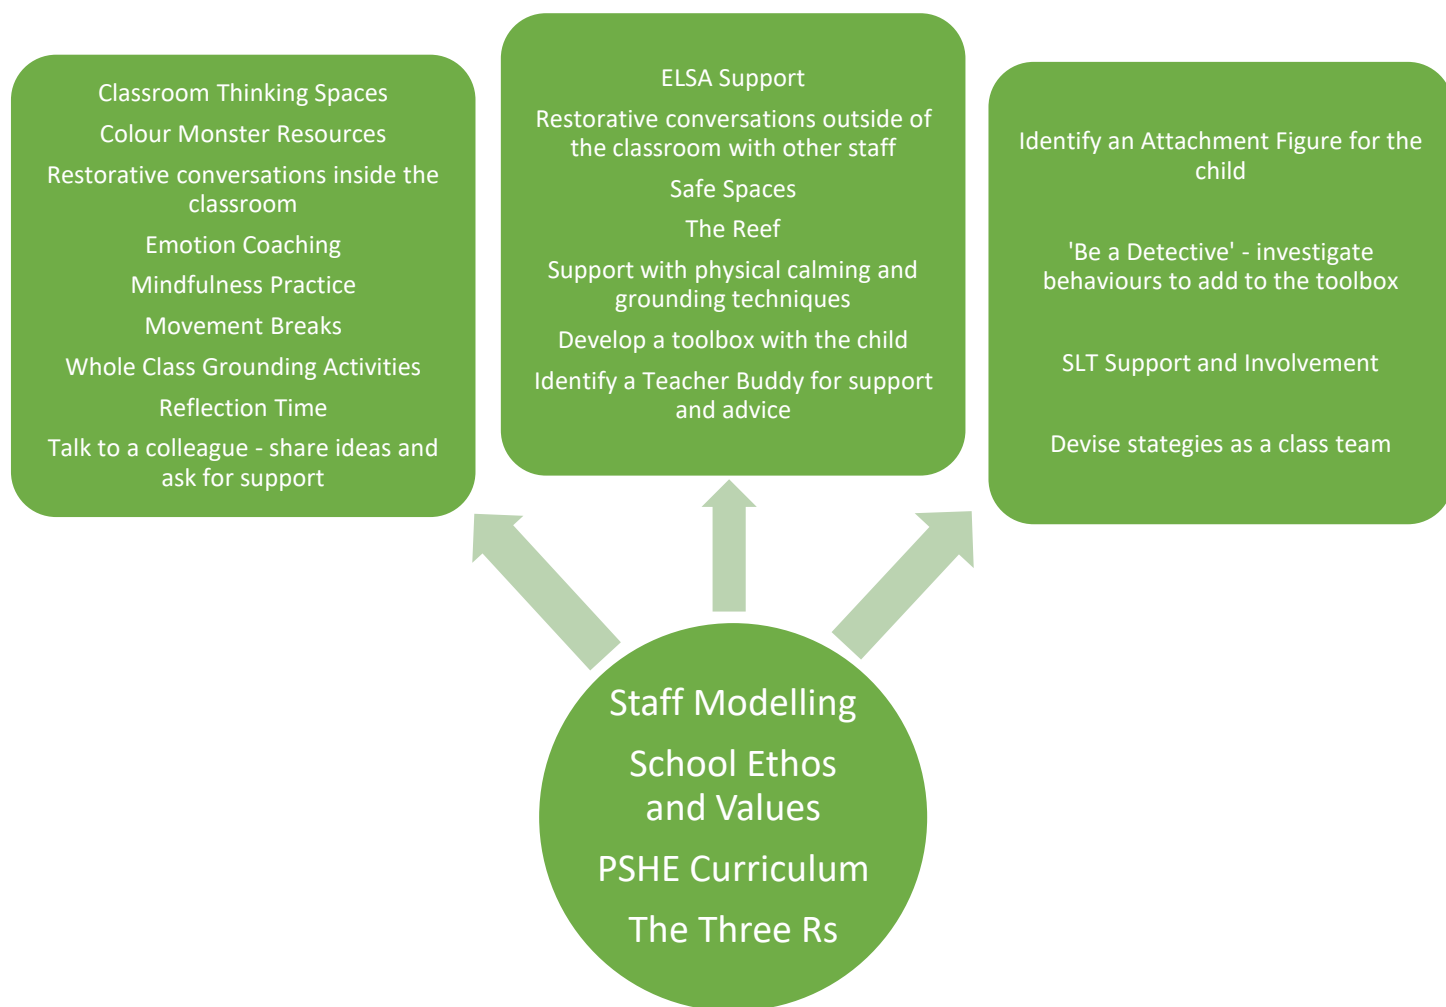 Classroom Thinking Spaces
Colour Monster Resources
Restorative conversations inside the
classroom
Emotion Coaching
Mindfulness Practice
Movement Breaks
Whole Class Grounding Activities
Reflection Time
Talk to a colleague - share ideas and
ask for support
ELSA Support
Restorative conversations outside of
the classroom with other staff
Safe Spaces
The Reef
Support with physical calming and
grounding techniques
Develop a toolbox with the child
Identify a Teacher Buddy for support
and advice
Identify an Attachment Figure for the
child
'Be a Detective' - investigate
behaviours to add to the toolbox
SLT Support and Involvement
Devise stategies as a class team
Staff Modelling
School Ethos
and Values
PSHE Curriculum
The Three Rs